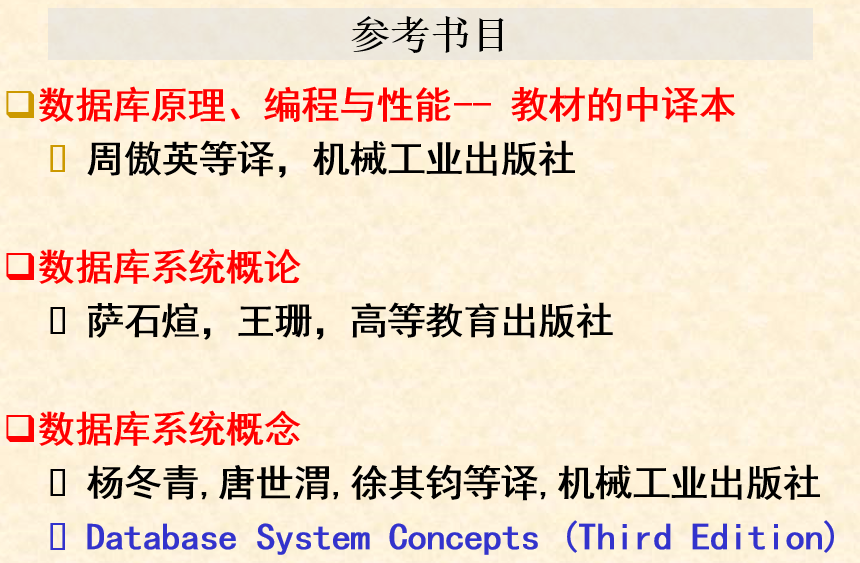 参考书目
数据库原理、编程与性能-- 教材的中译本
周傲英等译，机械工业出版社
数据库系统概论
萨石煊，王珊，高等教育出版社
数据库系统概念
杨冬青,唐世渭,徐其钧等译,机械工业出版社
Database System Concepts (Third Edition)